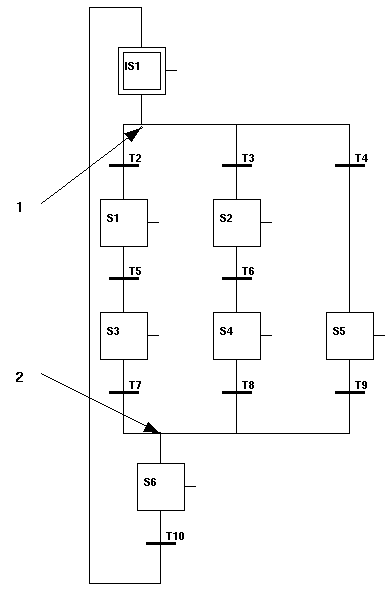 IS1
T2 T3 T4
1
S1 S2
T5 T6
S3 S4 S5
2
T7 T8 T9
S6
T10